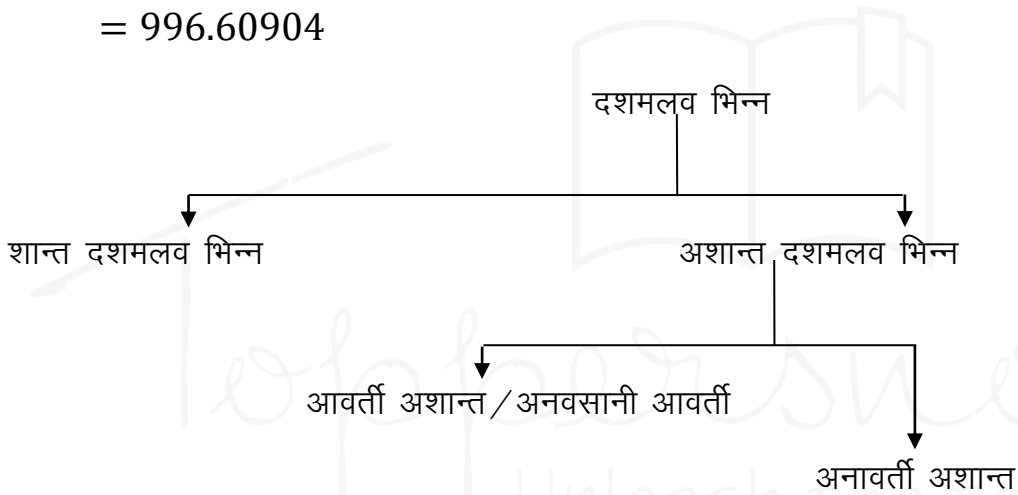 = 996.60904
दशमलव भिन्न
शान्त दशमलव भिन्न
अशान्त दशमलव भिन्न
आवर्ती अशान्त/अनवसानी आवर्ती
अनावर्ती अशान्त